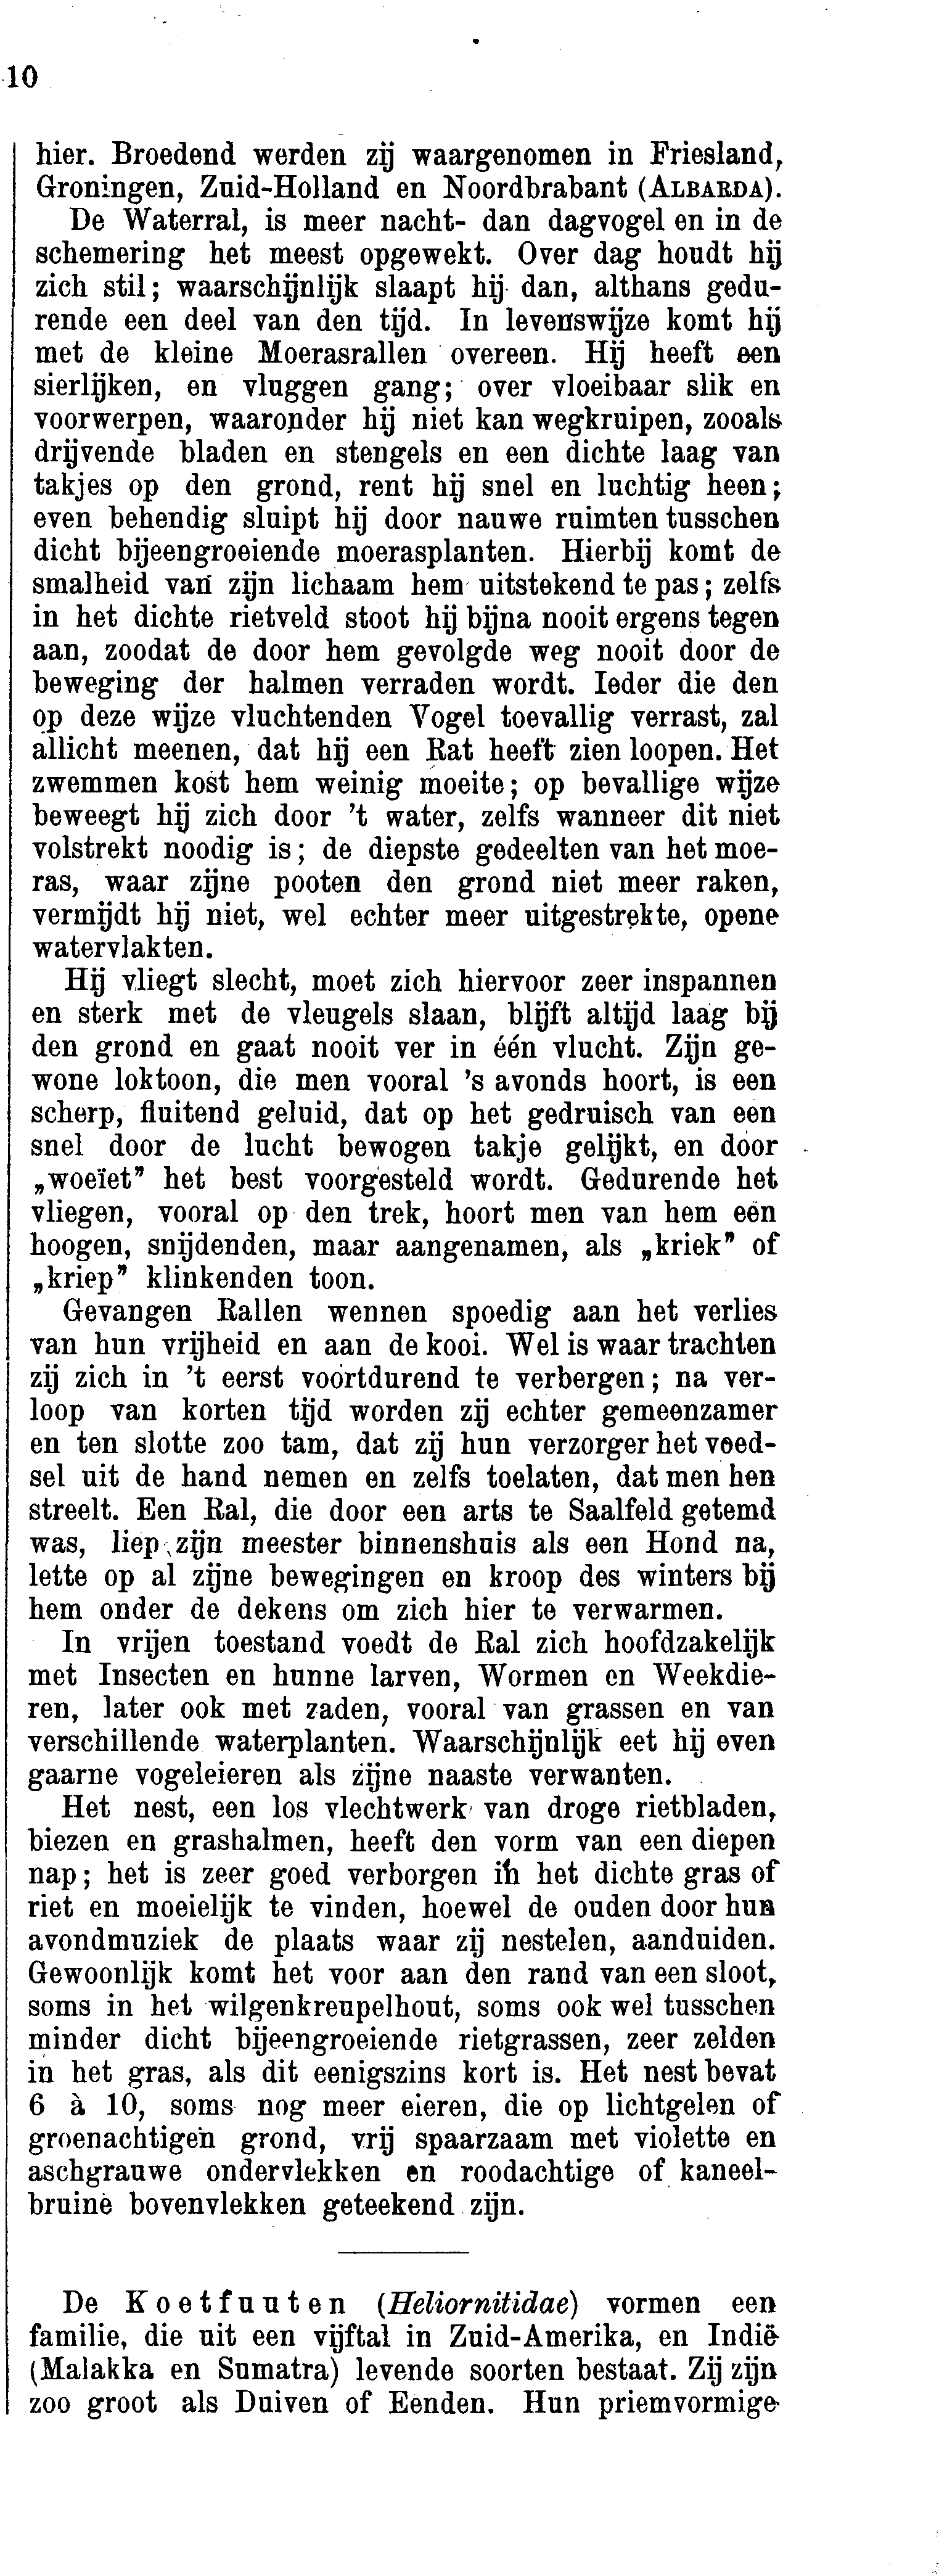 10
hier. Broedend werden zij waargenomen in Friesland,
Groningen, Zuid-Holland en Noordbrabant (ALBARDA).
De Waterral, is meer nacht- dan dagvogel en in de
schemering het meest opgewekt. Over dag houdt hij
zich stil; waarschijnlijk slaapt hij dan, althans gedu-
rende een deel van den tijd. In levenswijze komt hij
met de kleine Moerasrallen overeen. Hij heeft een
sierlijken, en vluggen gang; over vloeibaar slik en
voorwerpen, waaronder hij niet kan wegkruipen, zooals
drijvende bladen en stengels en een dichte laag van
takjes op den grond, rent hij snel en luchtig heen;
even behendig sluipt hij door nauwe ruimten tusschen
dicht bijeengroeiende moerasplanten. Hierbij komt de
smalheid van zijn lichaam hem uitstekend te pas; zelfs
in het dichte rietveld stoot hij bijna nooit ergens tegen
aan, zoodat de door hem gevolgde weg nooit door de
beweging der halmen verraden wordt. Ieder die den
op deze wijze vluchtenden Vogel toevallig verrast, zal
allicht meenen, dat hij een Rat heeft zien loopen. Het
zwemmen kost hem weinig moeite; op bevallige wijze
beweegt hij zich door 't water, zelfs wanneer dit niet
volstrekt noodig is; de diepste gedeelten van het moe-
ras, waar zijne pooten den grond niet meer raken,
vermijdt hij niet, wel echter meer uitgestrekte, opene
watervlakten.
Hij vliegt slecht, moet zich hiervoor zeer inspannen
en sterk met de vleugels slaan, blijft altijd laag bij
den grond en gaat nooit ver in één vlucht. Zijn ge-
wone loktoon, die men vooral 's avonds hoort, is een
scherp, fluitend geluid, dat op het gedruisch van een
snel door de lucht bewogen takje gelijkt, en door
„woeïet” het best voorgesteld wordt. Gedurende het
vliegen, vooral op den trek, hoort men van hem een
hoogen, snijdenden, maar aangenamen, als „kriek” of
„kriep” klinkenden toon.
Gevangen Rallen wennen spoedig aan het verlies
van hun vrijheid en aan de kooi. Wel is waar trachten
zij zich in 't eerst voortdurend te verbergen; na ver-
loop van korten tijd worden zij echter gemeenzamer
en ten slotte zoo tam, dat zij hun verzorger het voed-
sel uit de hand nemen en zelfs toelaten, dat men hen
streelt. Een Ral, die door een arts te Saalfeld getemd
was, liep zijn meester binnenshuis als een Hond na,
lette op al zijne bewegingen en kroop des winters bij
hem onder de dekens om zich hier te verwarmen.
In vrijen toestand voedt de Ral zich hoofdzakelijk
met Insecten en hunne larven, Wormen en Weekdie-
ren, later ook met zaden, vooral van grassen en van
verschillende waterplanten. Waarschijnlijk eet hij even
gaarne vogeleieren als zijne naaste verwanten.
Het nest, een los vlechtwerk van droge rietbladen,
biezen en grashalmen, heeft den vorm van een diepen
nap; het is zeer goed verborgen in het dichte gras of
riet en moeielijk te vinden, hoewel de ouden door hun
avondmuziek de plaats waar zij nestelen, aanduiden.
Gewoonlijk komt het voor aan den rand van een sloot,
soms in het wilgenkreupelhout, soms ook wel tusschen
minder dicht bijeengroeiende rietgrassen, zeer zelden
in het gras, als dit eenigszins kort is. Het nest bevat
6 à 10, soms nog meer eieren, die op lichtgelen of
groenachtigen grond, vrij spaarzaam met violette en
aschgrauwe ondervlekken en roodachtige of kaneel-
bruine bovenvlekken geteekend zijn.
De Koetfuuten (Heliornitidae) vormen een
familie, die uit een vijftal in Zuid-Amerika, en Indië
(Malakka en Sumatra) levende soorten bestaat. Zij zijn
zoo groot als Duiven of Eenden. Hun priemvormige